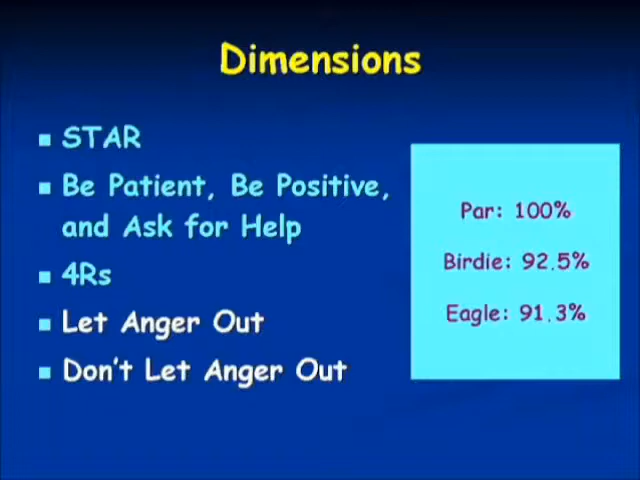 Dimensions
STAR
Be Patient, Be Positive,
and Ask for Help
4Rs
Let Anger Out
Don't Let Anger Out
Par: 100%
Birdie: 92.5%
Eagle: 91.3%